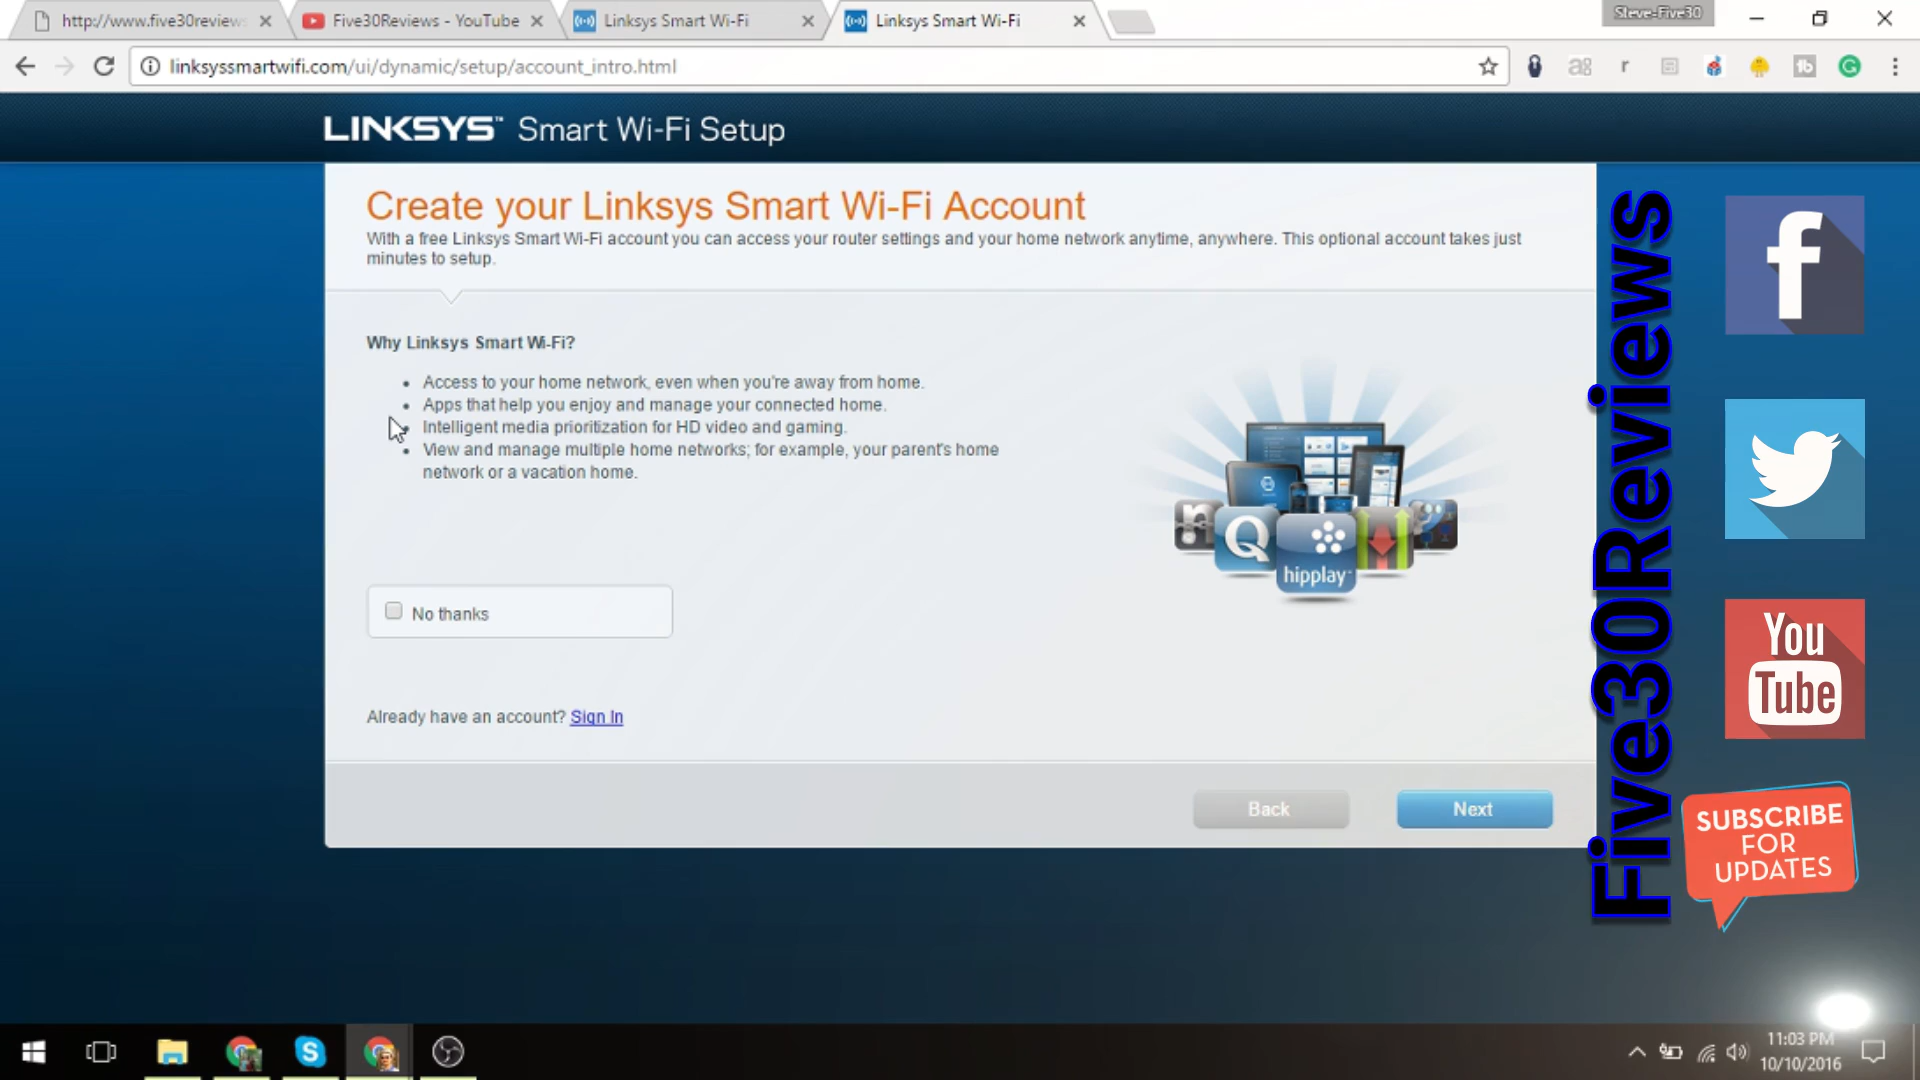 http://www.five30review
Five30Reviews - YouTube
Linksys Smart Wi-Fi
Linksys Smart Wi-Fi
Steve-Five30
linksyssmartwifi.com/ui/dynamic/setup/account_intro.html
LINKSYS™ Smart Wi-Fi Setup
Create your Linksys Smart Wi-Fi Account
With a free Linksys Smart Wi-Fi account you can access your router settings and your home network anytime, anywhere. This optional account takes just
minutes to setup.
Why Linksys Smart Wi-Fi?
• Access to your home network, even when you're away from home.
• Apps that help you enjoy and manage your connected home.
• Intelligent media prioritization for HD video and gaming.
• View and manage multiple home networks; for example, your parent's home
network or a vacation home.
n
Q
hipplay™
No thanks
Already have an account? Sign In
Back
Next
Five30Reviews
f
You
Tube
SUBSCRIBE
FOR
UPDATES
11:03 PM
10/10/2016